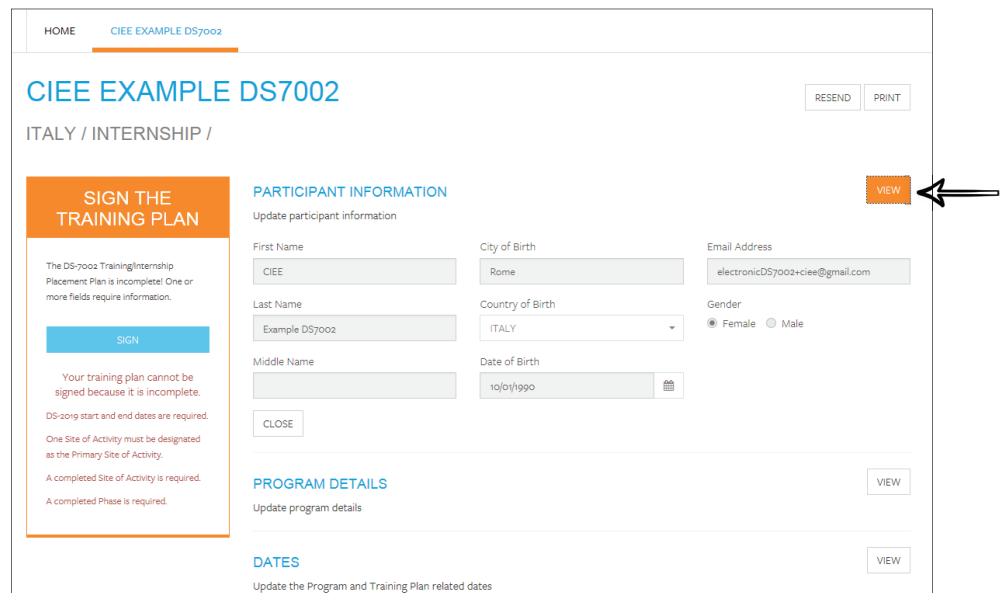 HOME CIEE EXAMPLE DS7002
CIEE EXAMPLE DS7002
RESEND PRINT
ITALY / INTERNSHIP /
SIGN THE
TRAINING PLAN
The DS-7002 Training/Internship
Placement Plan is incomplete! One or
more fields require information.
SIGN
Your training plan cannot be
signed because it is incomplete.
DS-2019 start and end dates are required.
One Site of Activity must be designated
as the Primary Site of Activity.
A completed Site of Activity is required.
A completed Phase is required.
PARTICIPANT INFORMATION
VIEW
Update participant information
First Name City of Birth Email Address
CIEE Rome electronicDS7002+ciee@gmail.com
Last Name Country of Birth Gender
Example DS7002 ITALY Female Male
Middle Name Date of Birth
10/01/1990
CLOSE
PROGRAM DETAILS
VIEW
Update program details
DATES
VIEW
Update the Program and Training Plan related dates